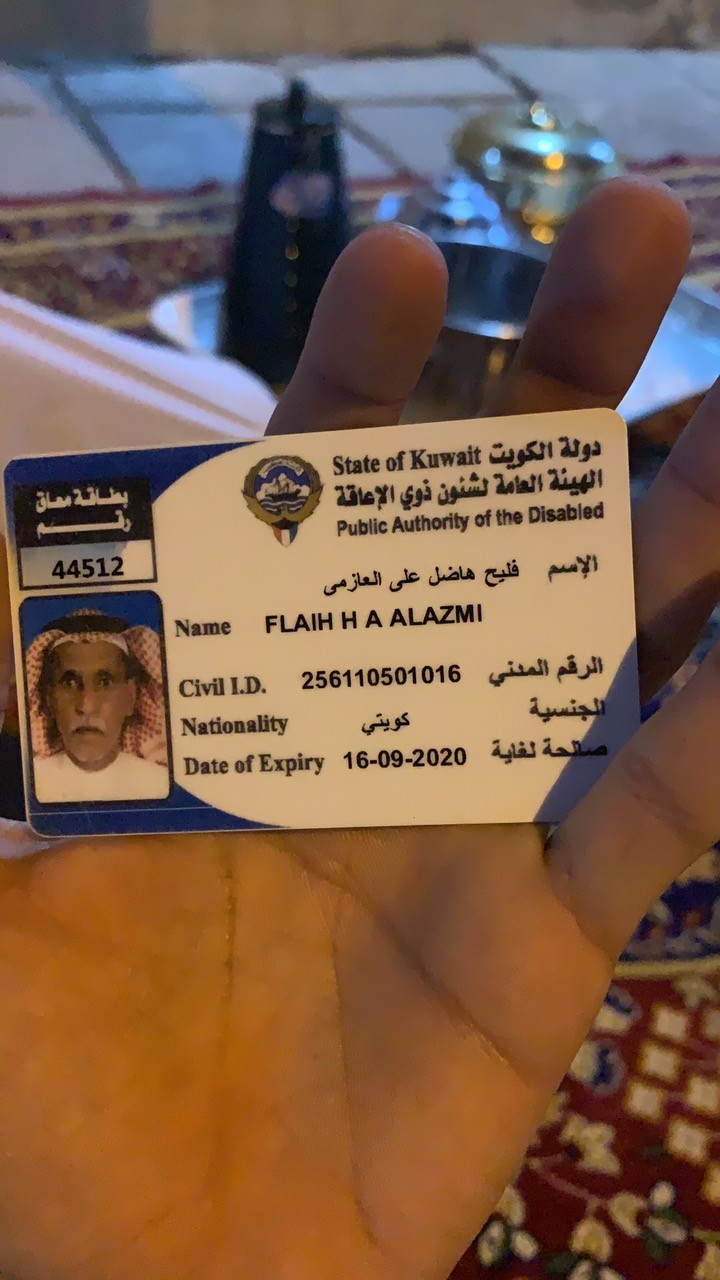 State of Kuwait دولة الكويت
الهيئة العامة لشئون ذوي الإعاقة
Public Authority of the Disabled
بطاقة معاق
رقم
44512
الإسم فليح هاضل على العازمى
Name FLAIH H A ALAZMI
Civil I.D. 256110501016 الرقم المدني
Nationality كويتي الجنسية
Date of Expiry 16-09-2020 صالحة لغاية